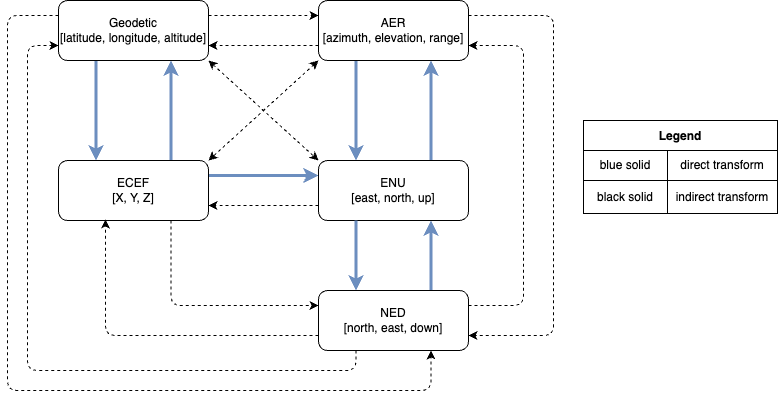 Geodetic
[latitude, longitude, altitude]
AER
[azimuth, elevation, range]
ECEF
[X, Y, Z]
ENU
[east, north, up]
NED
[north, east, down]
Legend
blue solid
direct transform
black solid
indirect transform